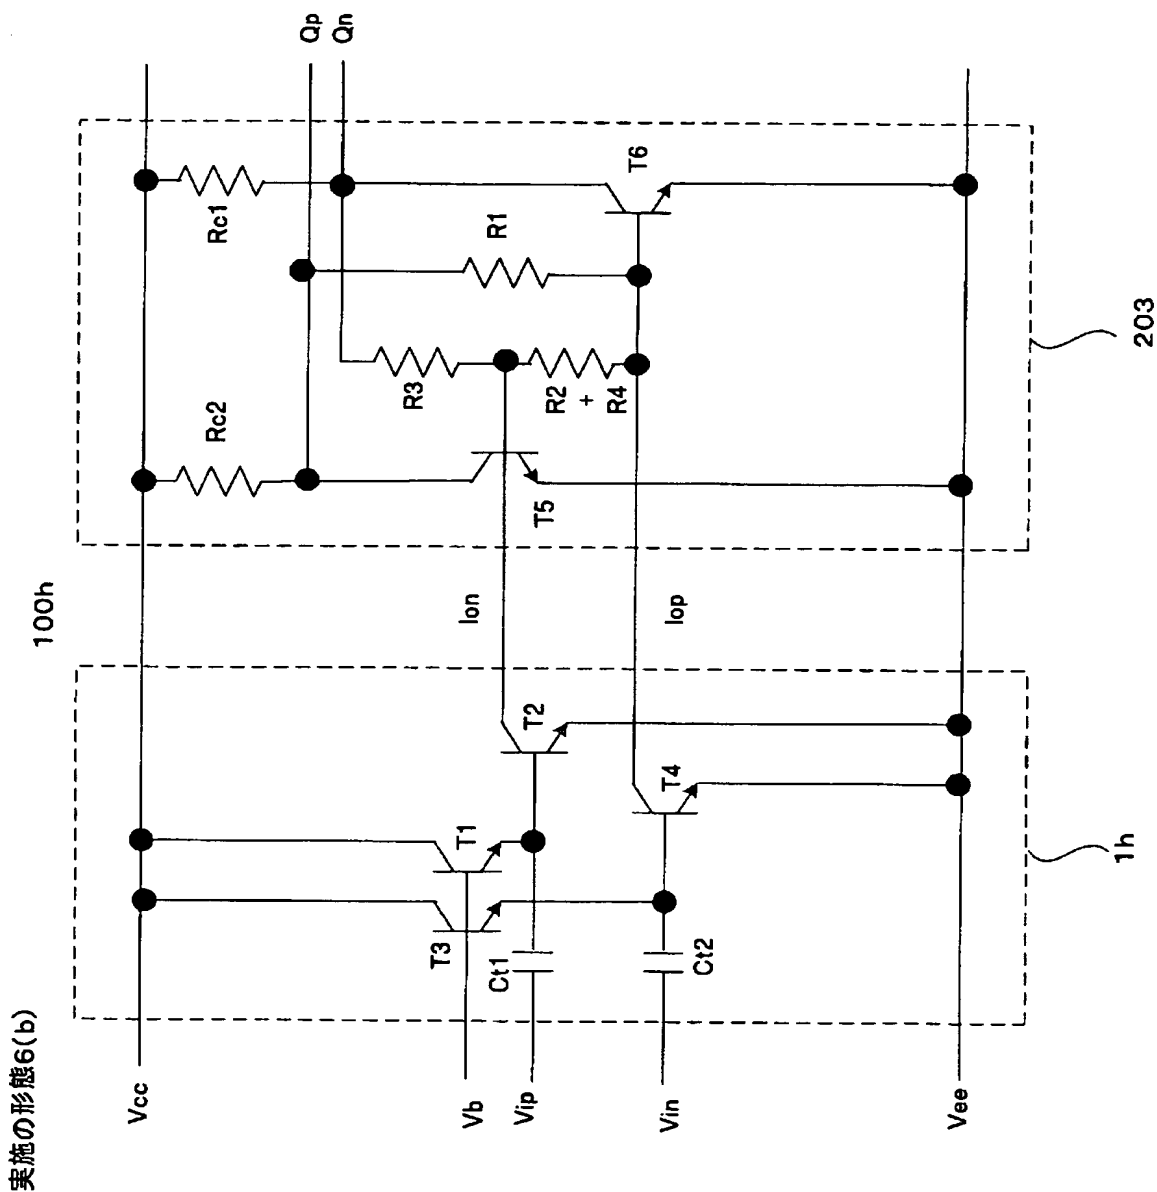 実施の形態6(b)
100h
Vcc
Vb
Vip
Vin
Vee
T3
T1
Ct1
Ct2
T2
T4
1h
Ion
Iop
Rc2
T5
R3
R2
+
R4
Rc1
R1
T6
203
Qp
Qn